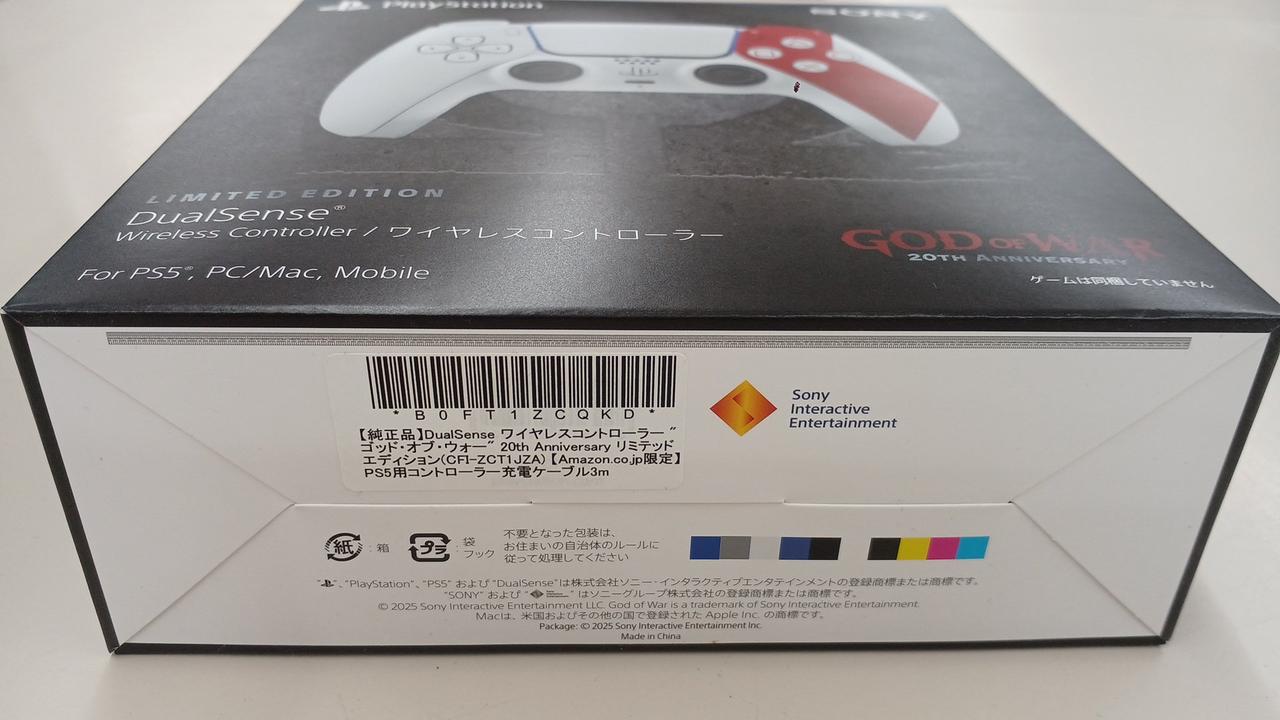 PlayStation
SONY
LIMITED EDITION
DualSense®
Wireless Controller / ワイヤレスコントローラー
For PS5®, PC/Mac, Mobile
GOD OF WAR
20TH ANNIVERSARY
ゲームは同梱していません
*B0FT1ZCQKD*
【純正品】DualSense ワイヤレスコントローラー "
ゴッド・オブ・ウォー" 20th Anniversary リミテッド
エディション(CFI-ZCT1JZA)【Amazon.co.jp限定】
PS5用コントローラー充電ケーブル3m
Sony
Interactive
Entertainment
紙 : 箱
プラ : 袋
フック
不要となった包装は、
お住まいの自治体のルールに
従って処理してください
"、"PlayStation"、"PS5" および "DualSense"は株式会社ソニー・インタラクティブエンタテインメントの登録商標または商標です。
"SONY" および " " はソニーグループ株式会社の登録商標または商標です。
© 2025 Sony Interactive Entertainment LLC. God of War is a trademark of Sony Interactive Entertainment.
Macは、米国およびその他の国で登録された Apple Inc. の商標です。
Package: © 2025 Sony Interactive Entertainment Inc.
Made in China